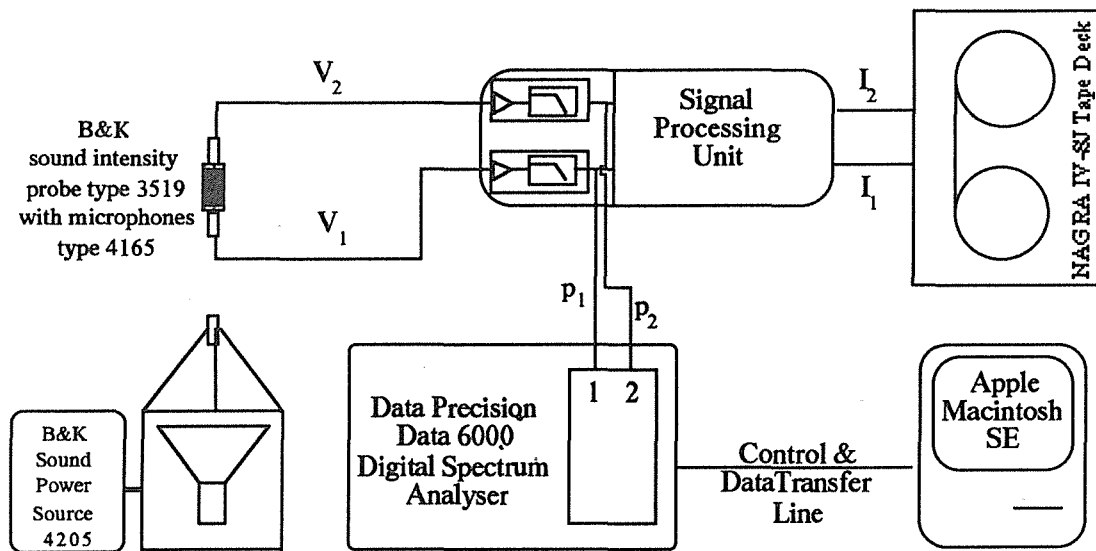 V2
V1
B&K
sound intensity
probe type 3519
with microphones
type 4165
Signal
Processing
Unit
I2
I1
NAGRA IV-SJ Tape Deck
p1
p2
B&K
Sound
Power
Source
4205
Data Precision
Data 6000
Digital Spectrum
Analyser
1 2
Control &
DataTransfer
Line
Apple
Macintosh
SE